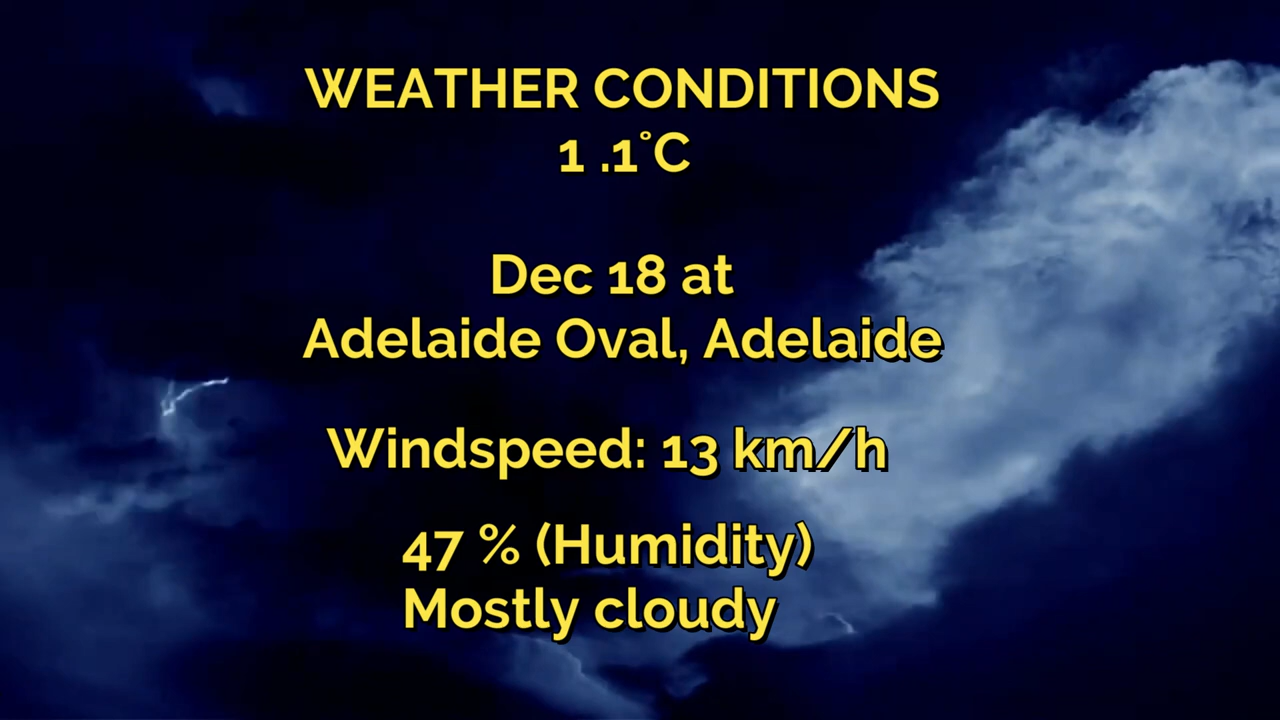 WEATHER CONDITIONS
1 .1°C
Dec 18 at
Adelaide Oval, Adelaide
Windspeed: 13 km/h
47 % (Humidity)
Mostly cloudy